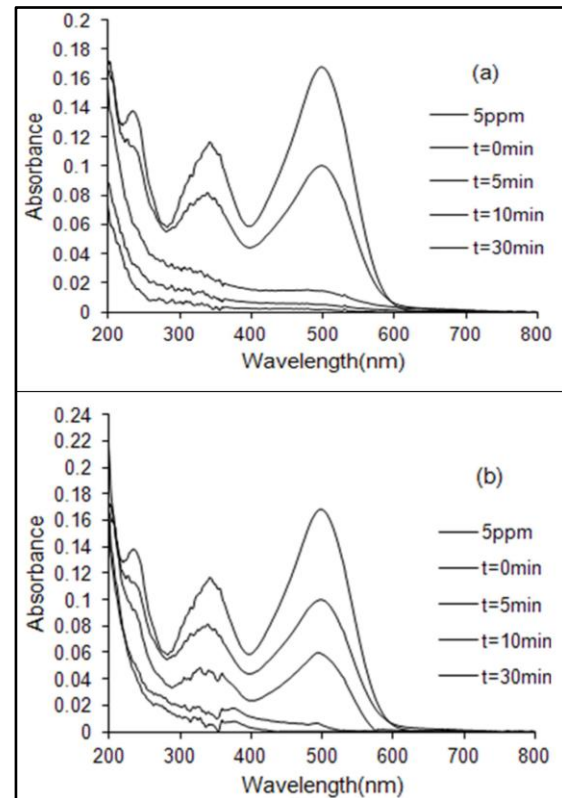 0.2
0.18
0.16
0.14
0.12
0.1
0.08
0.06
0.04
0.02
0
Absorbance
(a)
5ppm
t=0min
t=5min
t=10min
t=30min
200 300 400 500 600 700 800
Wavelength(nm)
0.24
0.22
0.2
0.18
0.16
0.14
0.12
0.1
0.08
0.06
0.04
0.02
0
Absorbance
(b)
5ppm
t=0min
t=5min
t=10min
t=30min
200 300 400 500 600 700 800
Wavelength(nm)